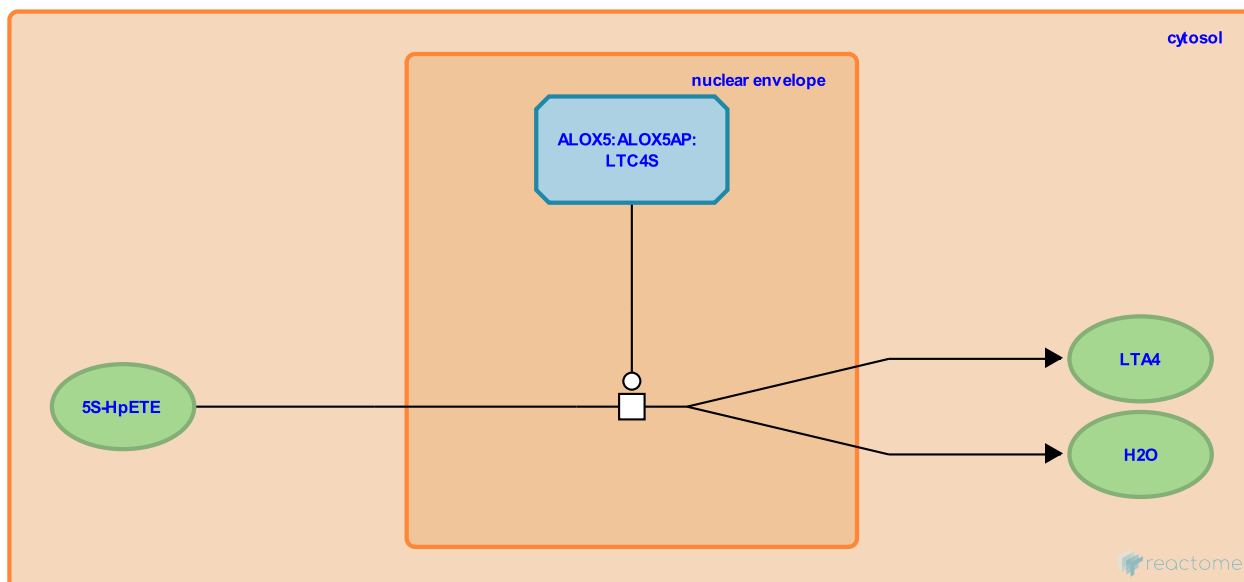 cytosol
nuclear envelope
ALOX5:ALOX5AP:
LTC4S
LTA4
5S-HpETE
H2O
reactome